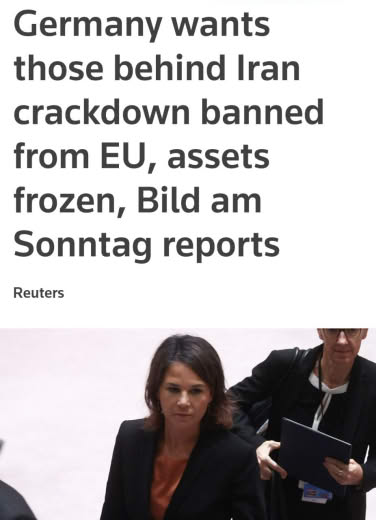 Germany wants
those behind Iran
crackdown banned
from EU, assets
frozen, Bild am
Sonntag reports
Reuters